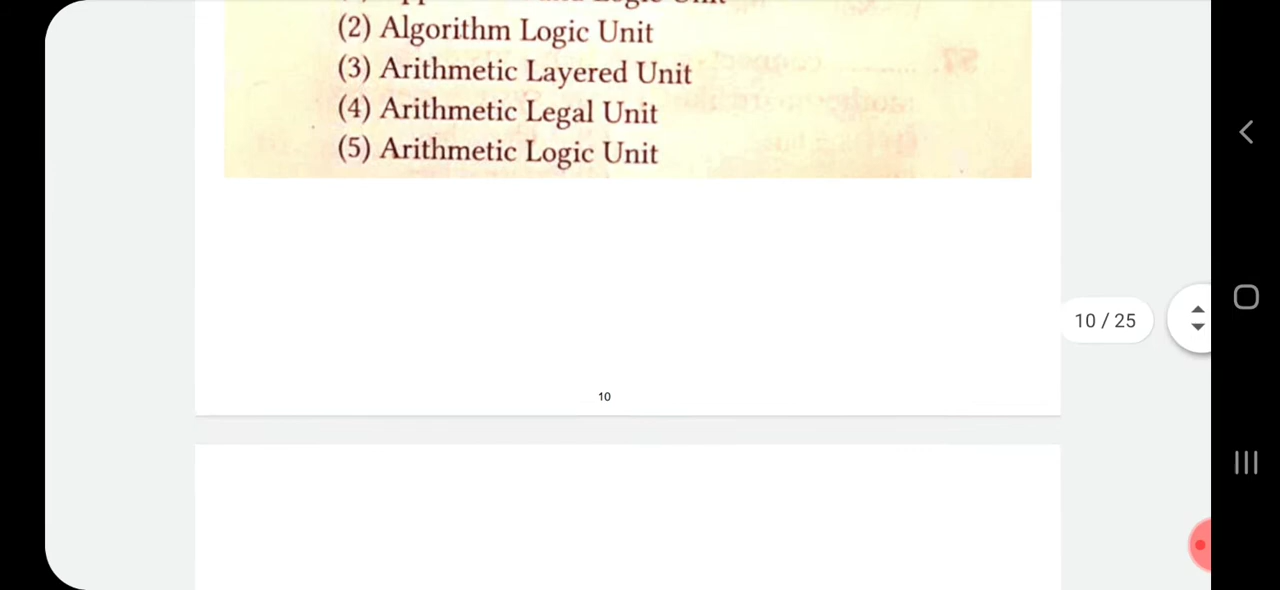 (2) Algorithm Logic Unit
(3) Arithmetic Layered Unit
(4) Arithmetic Legal Unit
(5) Arithmetic Logic Unit
10 / 25
10